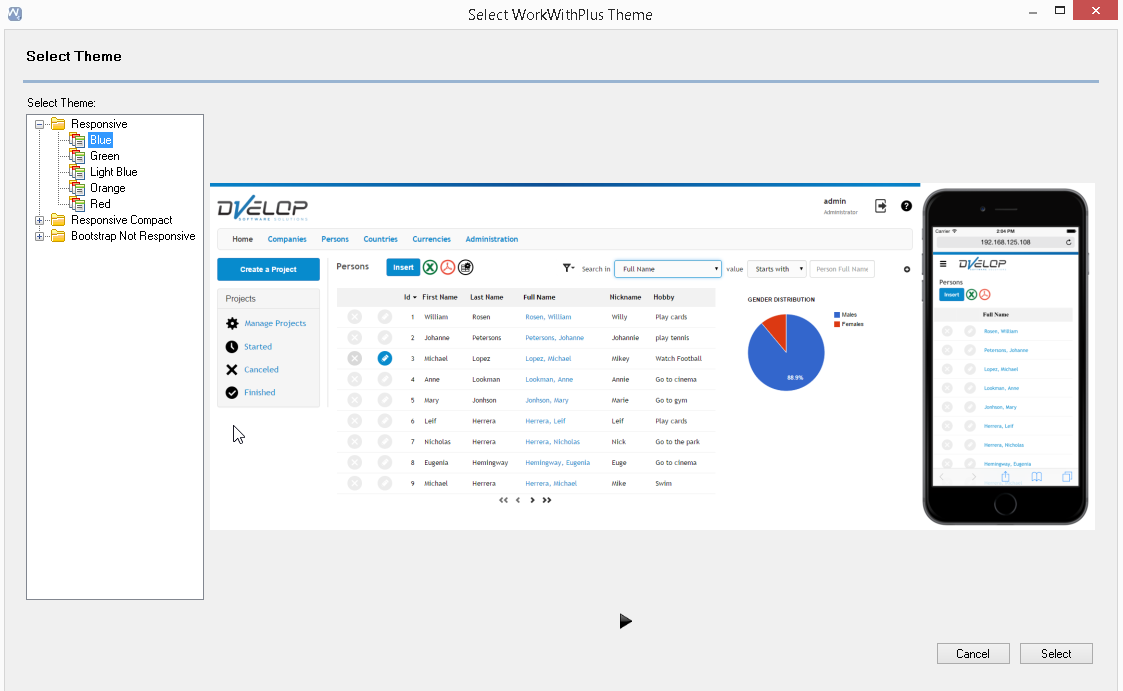 Select WorkWithPlus Theme
Select Theme
Select Theme:
Responsive
Blue
Green
Light Blue
Orange
Red
Responsive Compact
Bootstrap Not Responsive
DVELOP
SOFTWARE SOLUTIONS
admin
Administrator
Home Companies Persons Countries Currencies Administration
Create a Project
Projects
Manage Projects
Started
Canceled
Finished
Persons Insert Search in Full Name value Starts with Person Full Name
Id First Name Last Name Full Name Nickname Hobby
1 William Rosen Rosen, William Willy Play cards
2 Johanne Petersons Petersons, Johanne Johannie play tennis
3 Michael Lopez Lopez, Michael Mikey Watch Football
4 Anne Lookman Lookman, Anne Annie Go to cinema
5 Mary Jonhson Jonhson, Mary Marie Go to gym
6 Leif Herrera Herrera, Leif Leif Play cards
7 Nicholas Herrera Herrera, Nicholas Nick Go to the park
8 Eugenia Hemingway Hemingway, Eugenia Euge Go to cinema
9 Michael Herrera Herrera, Michael Mike Swim
GENDER DISTRIBUTION
Males
Females
88.9%
Carrier 2:04 PM
192.168.125.108
DVELOP
Persons
Insert
Full Name
Rosen, William
Petersons, Johanne
Lopez, Michael
Lookman, Anne
Jonhson, Mary
Herrera, Leif
Herrera, Nicholas
Hemingway, Eugenia
Cancel Select